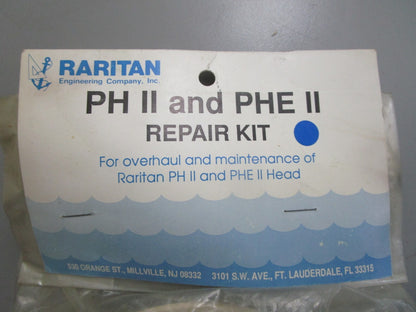 RARITAN
Engineering Company, Inc.
PH II and PHE II
REPAIR KIT
For overhaul and maintenance of
Raritan PH II and PHE II Head
530 ORANGE ST., MILLVILLE, NJ 08332 3101 S.W. AVE., FT. LAUDERDALE, FL 33315